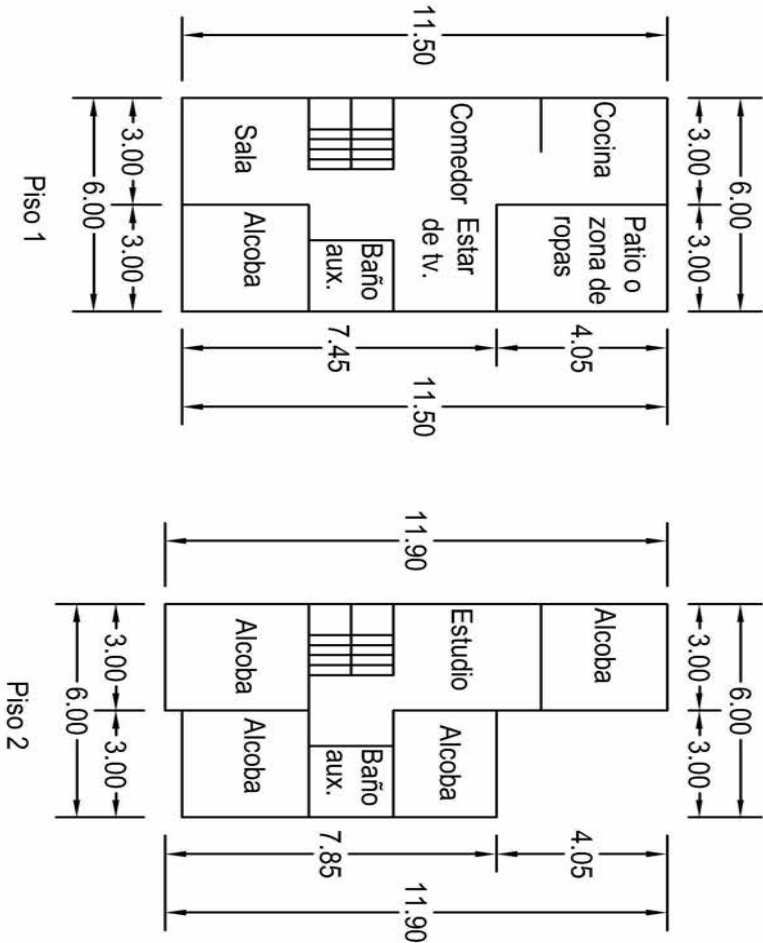 6.00
3.00
3.00
11.50
Cocina
Patio o
zona de
ropas
4.05
Comedor
Estar
de tv.
11.50
7.45
Baño
aux.
Sala
Alcoba
3.00
3.00
6.00
Piso 1
6.00
3.00
3.00
11.90
Alcoba
4.05
Estudio
Alcoba
11.90
7.85
Baño
aux.
Alcoba
Alcoba
3.00
3.00
6.00
Piso 2